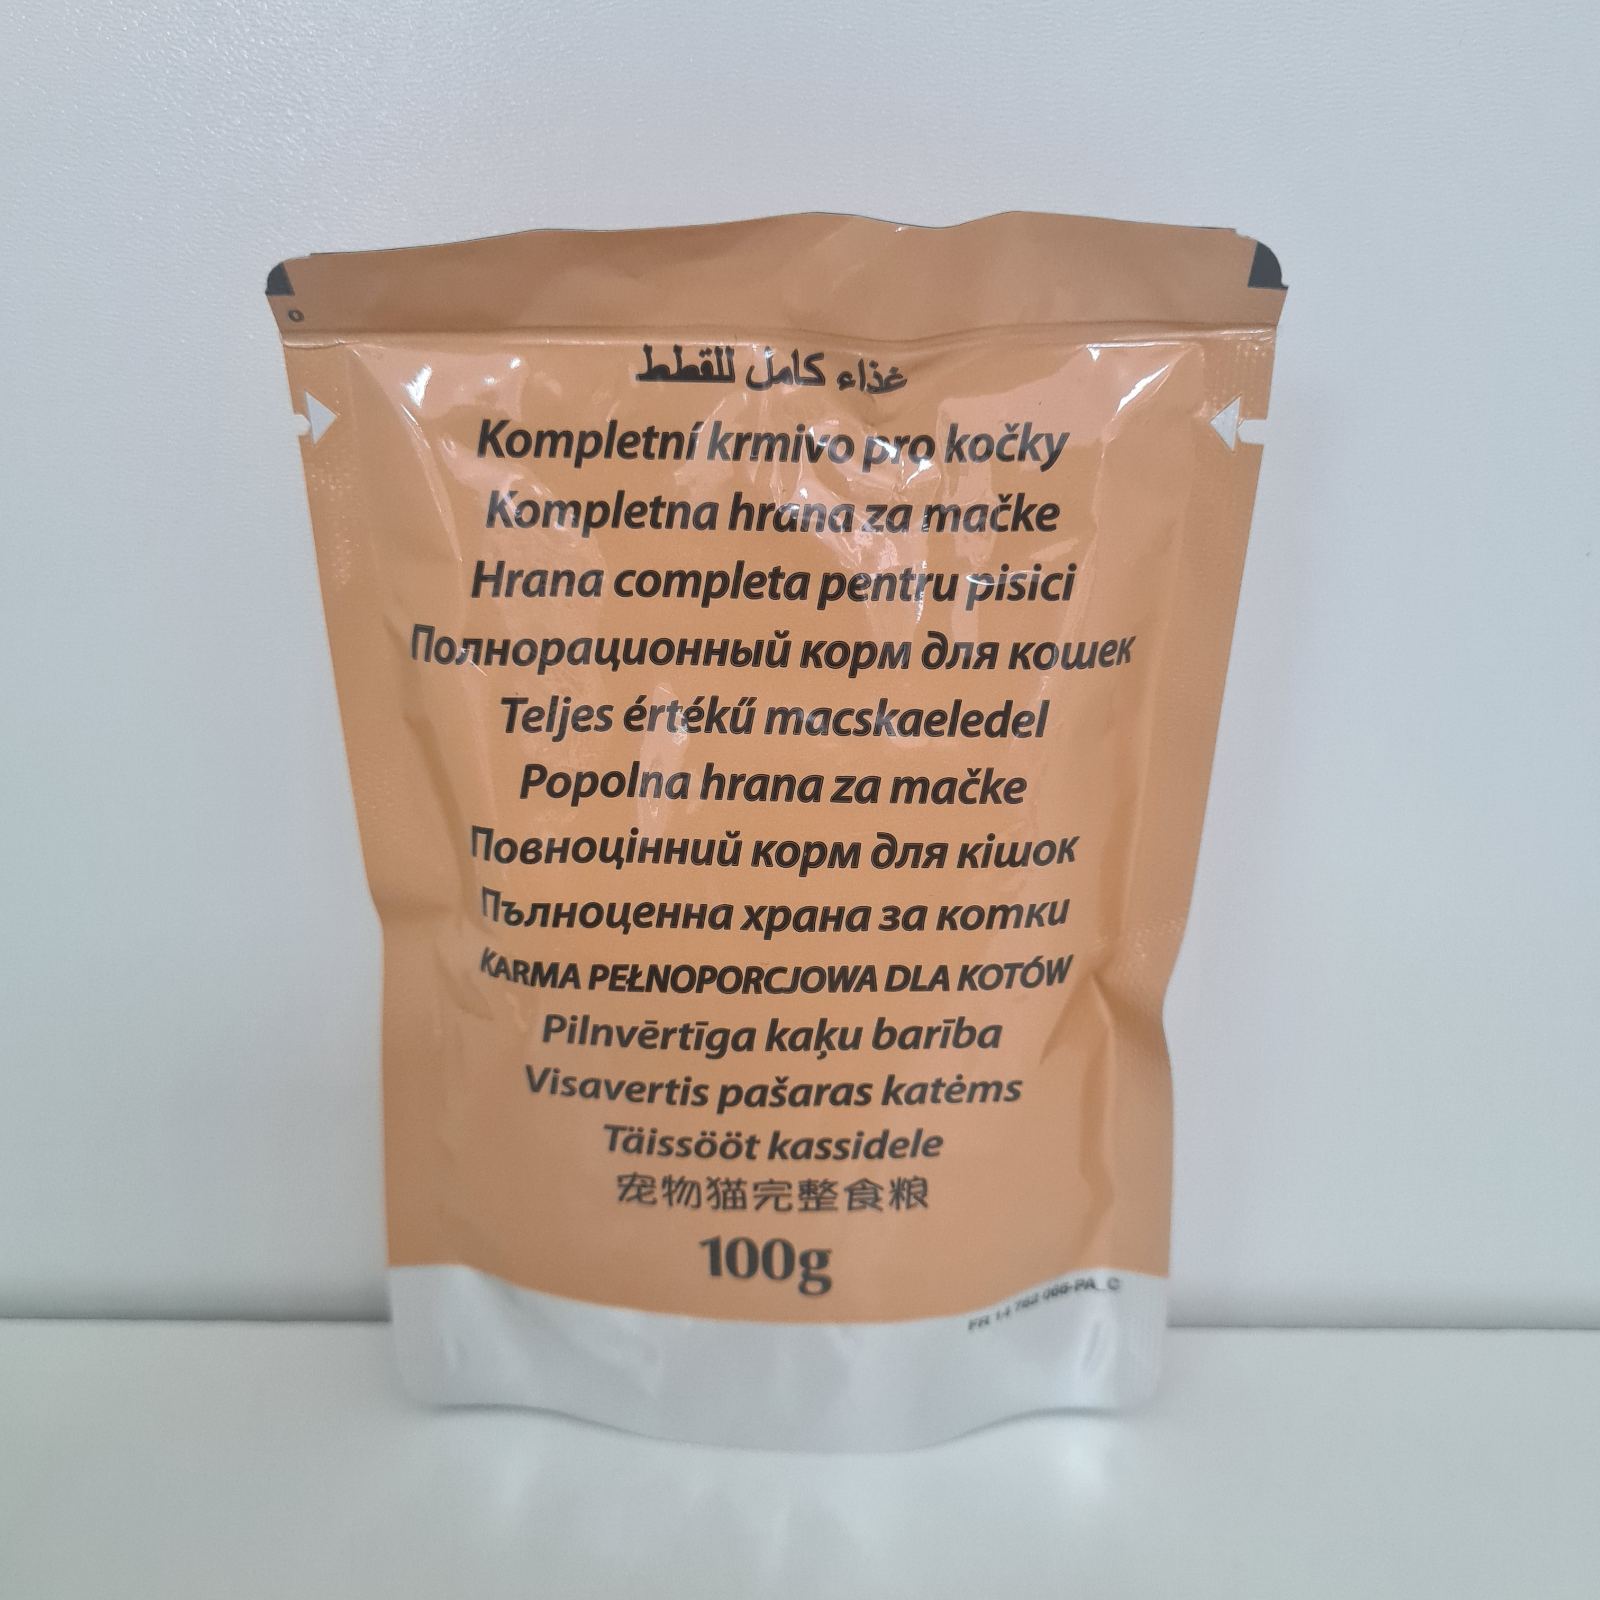 غذاء كامل للقطط
Kompletní krmivo pro kočky
Kompletna hrana za mačke
Hrana completa pentru pisici
Полнорационный корм для кошек
Teljes értékű macskaeledel
Popolna hrana za mačke
Повноцінний корм для кішок
Пълноценна храна за котки
KARMA PEŁNOPORCJOWA DLA KOTÓW
Pilnvērtīga kaķu barība
Visavertis pašaras katėms
Täissööt kassidele
宠物猫完整食粮
100g